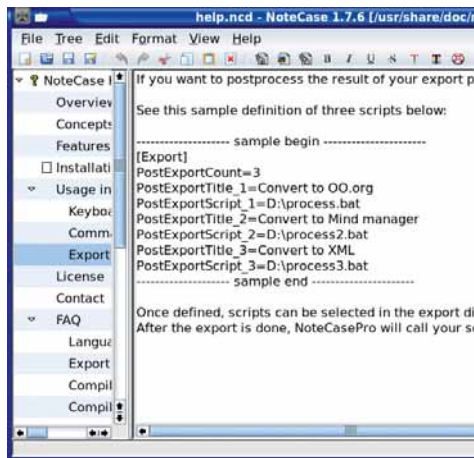 help.ncd - NoteCase 1.7.6 [/usr/share/doc/
File Tree Edit Format View Help
NoteCase
Overview
Concepts
Features
Installati
Usage in
Keyboa
Comm
Export
License
Contact
FAQ
Langua
Export
Compil
Compil
If you want to postprocess the result of your export p
See this sample definition of three scripts below:
-------------------- sample begin ----------------------
[Export]
PostExportCount=3
PostExportTitle_1=Convert to OO.org
PostExportScript_1=D:\process.bat
PostExportTitle_2=Convert to Mind manager
PostExportScript_2=D:\process2.bat
PostExportTitle_3=Convert to XML
PostExportScript_3=D:\process3.bat
-------------------- sample end ----------------------
Once defined, scripts can be selected in the export di
After the export is done, NoteCasePro will call your s